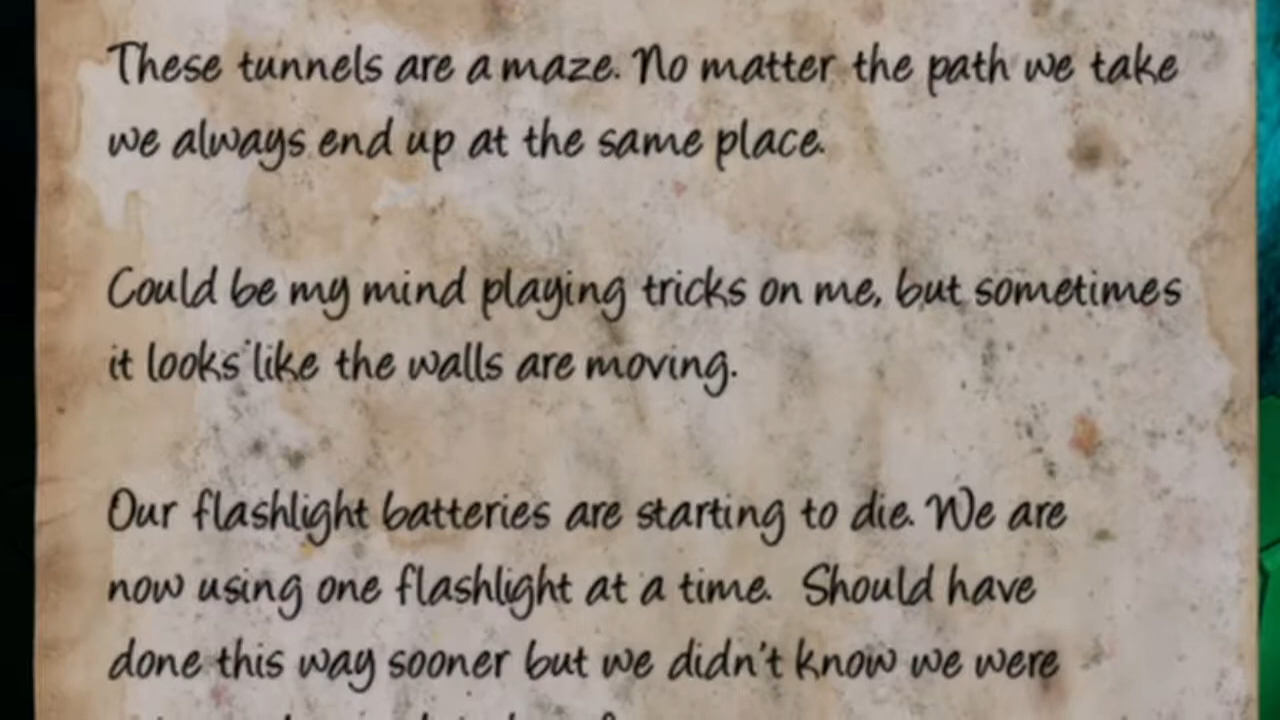 These tunnels are a maze. No matter the path we take
we always end up at the same place.
Could be my mind playing tricks on me, but sometimes
it looks like the walls are moving.
Our flashlight batteries are starting to die. We are
now using one flashlight at a time. Should have
done this way sooner but we didn't know we were